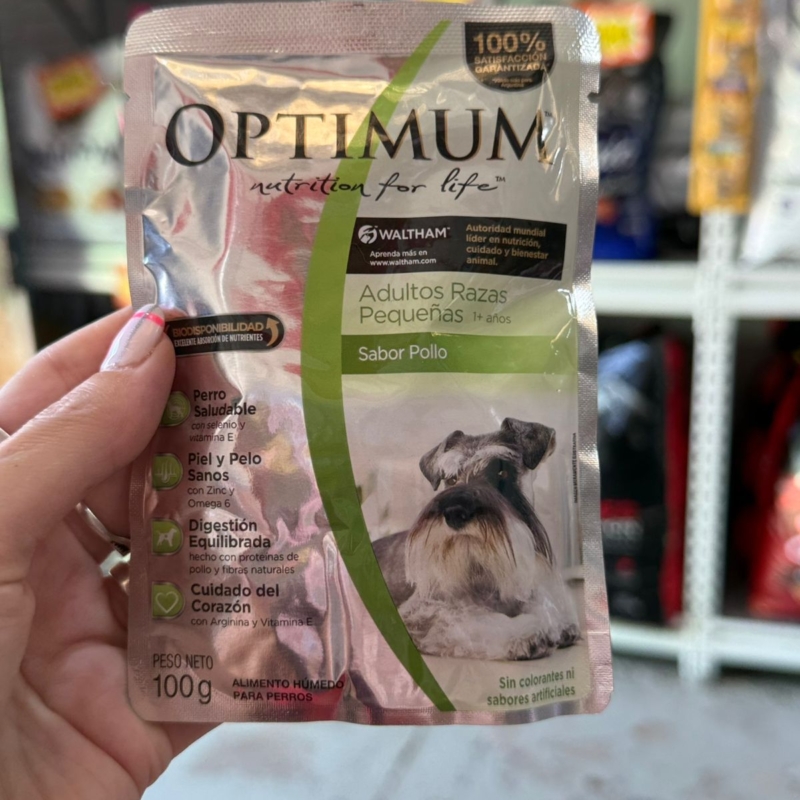 100%
SATISFACCIÓN
GARANTIZADA
OPTIMUM
nutrition for life™
WALTHAM™
Aprenda más en
www.waltham.com
Autoridad mundial
líder en nutrición,
cuidado y bienestar
animal.
Adultos Razas
Pequeñas 1+ años
Sabor Pollo
BIODISPONIBILIDAD
EXCELENTE ABSORCIÓN DE NUTRIENTES
Perro
Saludable
con selenio y
vitamina E
Piel y Pelo
Sanos
con Zinc y
Omega 6
Digestión
Equilibrada
hecho con proteínas de
pollo y fibras naturales
Cuidado del
Corazón
con Arginina y Vitamina E
PESO NETO
100g
ALIMENTO HÚMEDO
PARA PERROS
Sin colorantes ni
sabores artificiales